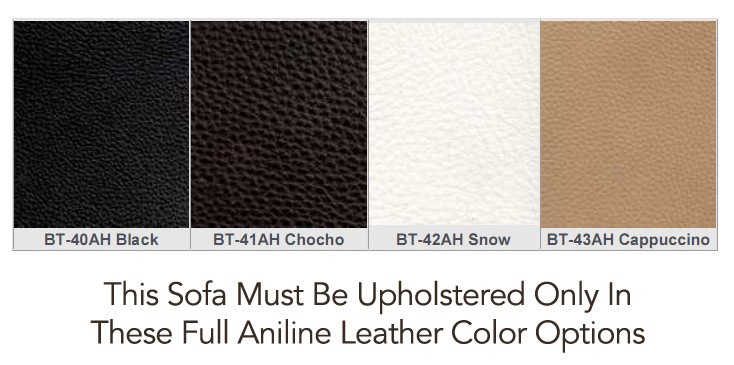 BT-40AH Black BT-41AH Chocho BT-42AH Snow BT-43AH Cappuccino
This Sofa Must Be Upholstered Only In
These Full Aniline Leather Color Options